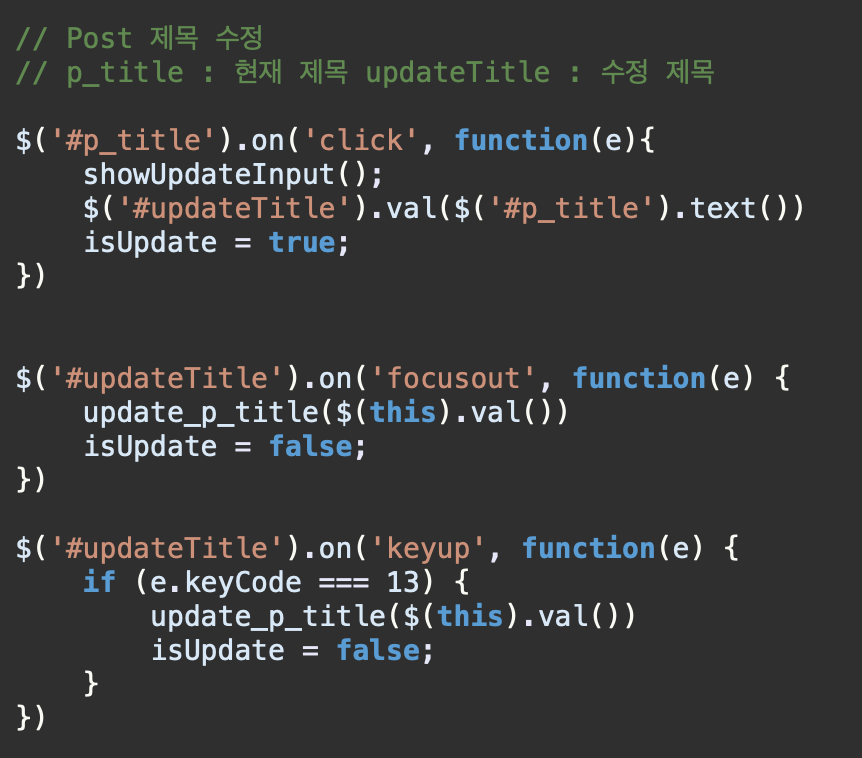 // Post 제목 수정
// p_title : 현재 제목 updateTitle : 수정 제목
$('#p_title').on('click', function(e){
showUpdateInput();
$('#updateTitle').val($('#p_title').text())
isUpdate = true;
})
$('#updateTitle').on('focusout', function(e) {
update_p_title($(this).val())
isUpdate = false;
})
$('#updateTitle').on('keyup', function(e) {
if (e.keyCode === 13) {
update_p_title($(this).val())
isUpdate = false;
}
})